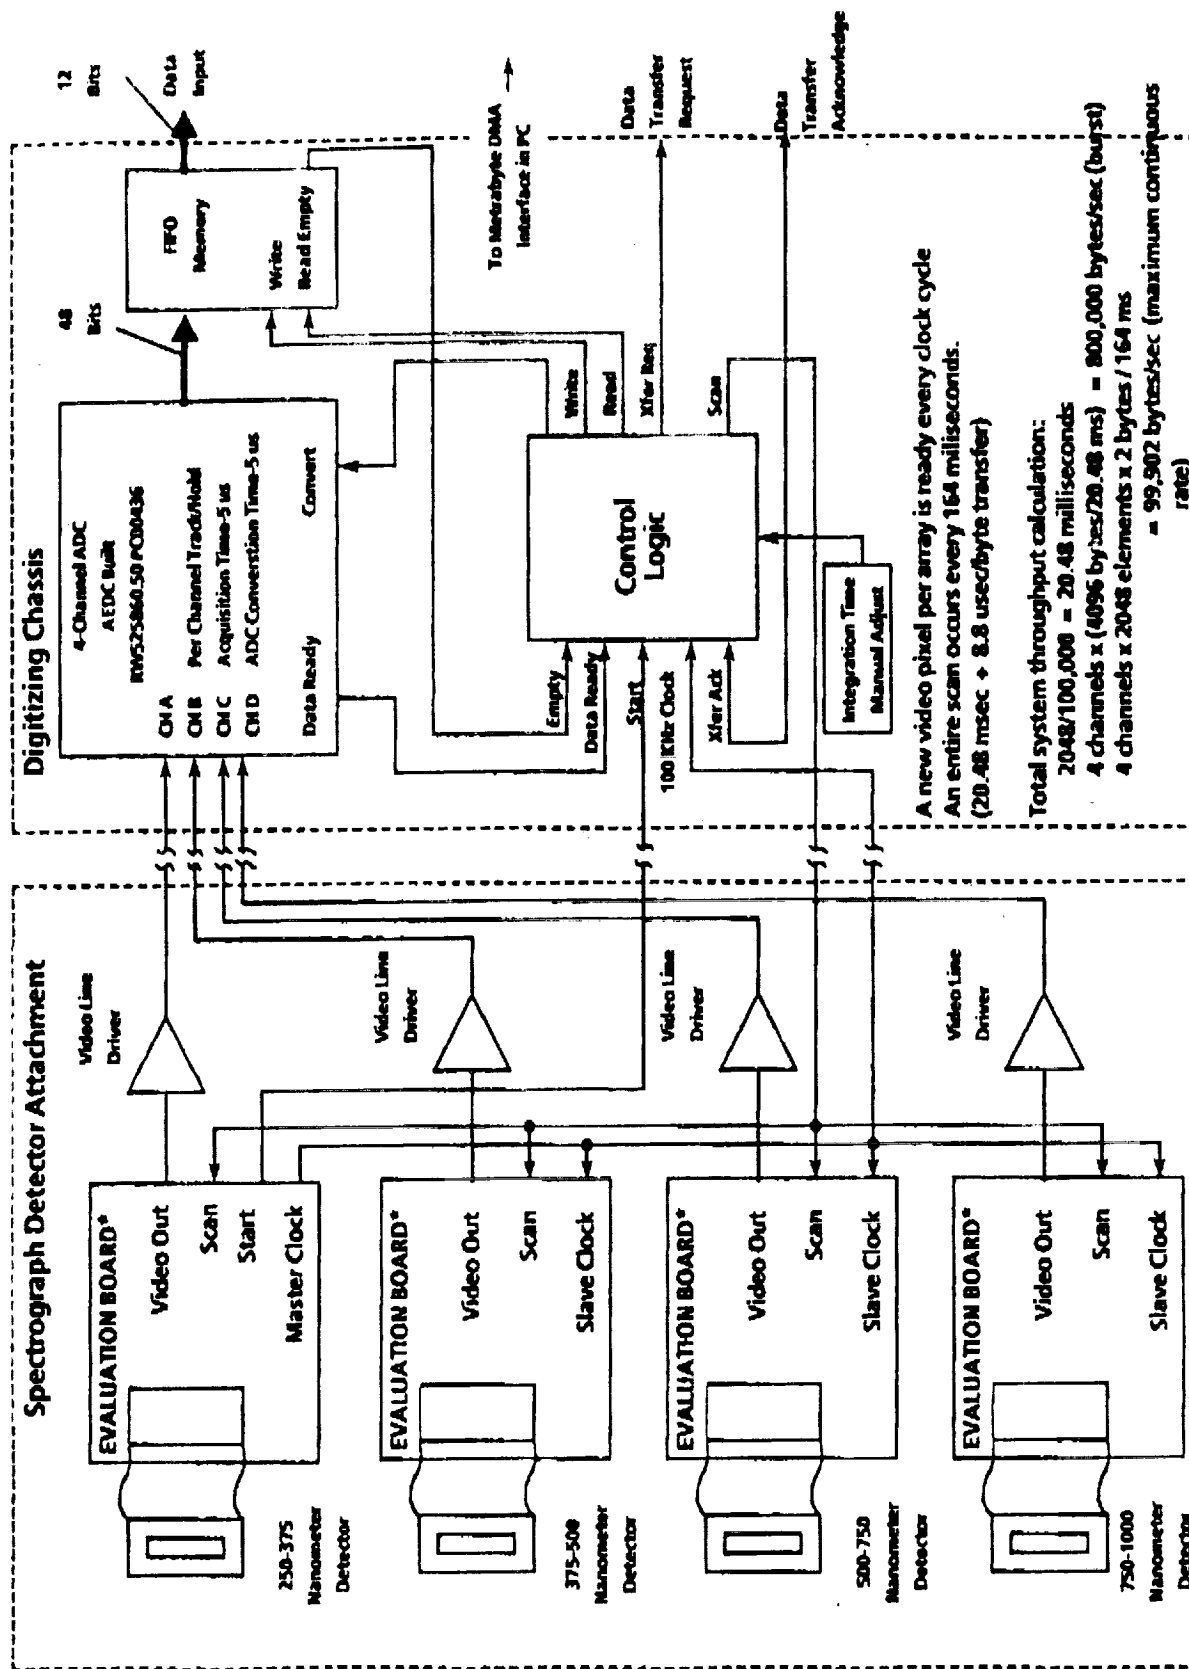 Spectrograph Detector Attachment
EVALUATION BOARD*
Video Out
Scan
Start
Master Clock
250-375
Nanometer
Detector
Video Line
Driver
EVALUATION BOARD*
Video Out
Scan
Slave Clock
375-500
Nanometer
Detector
Video Line
Driver
EVALUATION BOARD*
Video Out
Scan
Slave Clock
500-750
Nanometer
Detector
Video Line
Driver
EVALUATION BOARD*
Video Out
Scan
Slave Clock
750-1000
Nanometer
Detector
Video Line
Driver
Digitizing Chassis
4-Channel ADC
AEDC Built
RW525860.50 PC00436
CH A
CH B Per Channel Track/Hold
CH C Acquisition Time-5 us
CH D ADC Convertion Time-5 us
Data Ready Convert
48
Bits
FIFO
Memory
Write
Read Empty
12
Bits
Data
Input
To Metrabyte DMA
Interface in PC
Empty
Data Ready
Start
100 KHz Clock
Xfer Ack
Control
Logic
Write
Read
Xfer Req
Scan
Data
Transfer
Request
Data
Transfer
Acknowledge
Integration Time
Manual Adjust
A new video pixel per array is ready every clock cycle
An entire scan occurs every 164 miliseconds.
(20.48 msec + 8.8 usec/byte transfer)
Total system throughput calculation:
2048/100,000 = 20.48 milliseconds
4 channels x (4096 bytes/20.48 ms) = 800,000 bytes/sec (burst)
4 channels x 2048 elements x 2 bytes / 164 ms
= 99,902 bytes/sec (maximum continuous
rate)